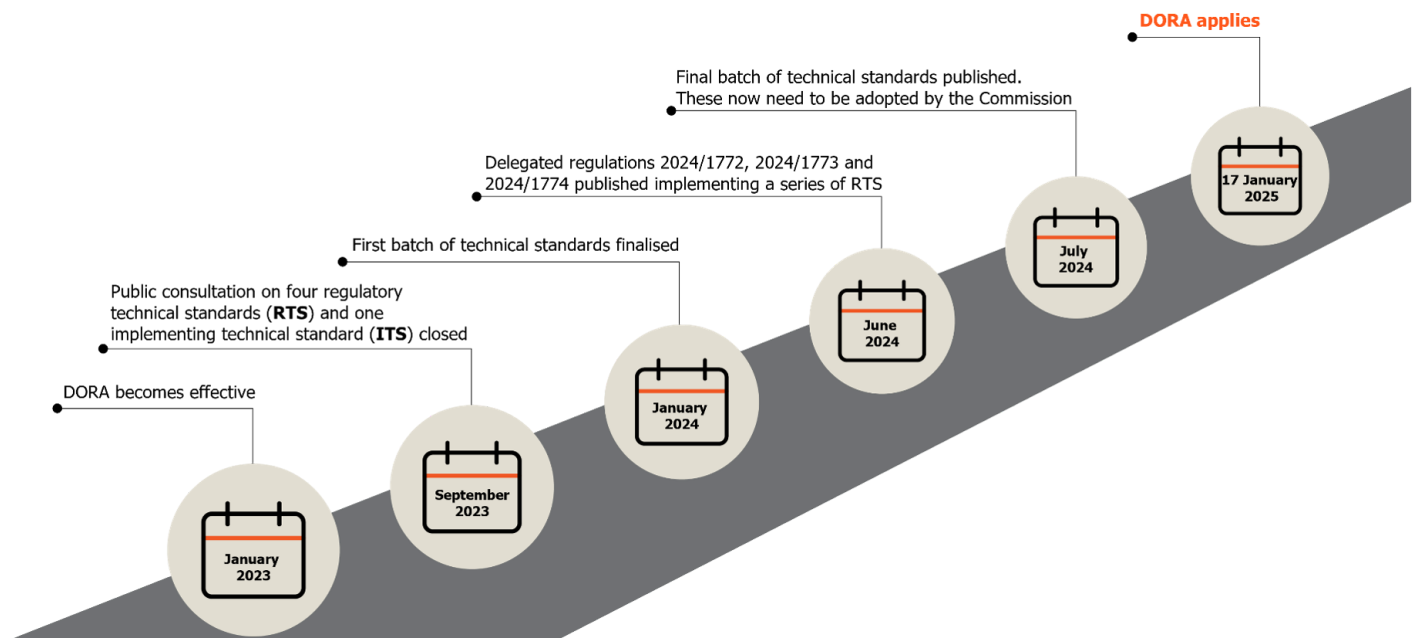 DORA applies
17 January
2025
Final batch of technical standards published.
These now need to be adopted by the Commission
July
2024
Delegated regulations 2024/1772, 2024/1773 and
2024/1774 published implementing a series of RTS
June
2024
First batch of technical standards finalised
January
2024
Public consultation on four regulatory
technical standards (RTS) and one
implementing technical standard (ITS) closed
September
2023
DORA becomes effective
January
2023